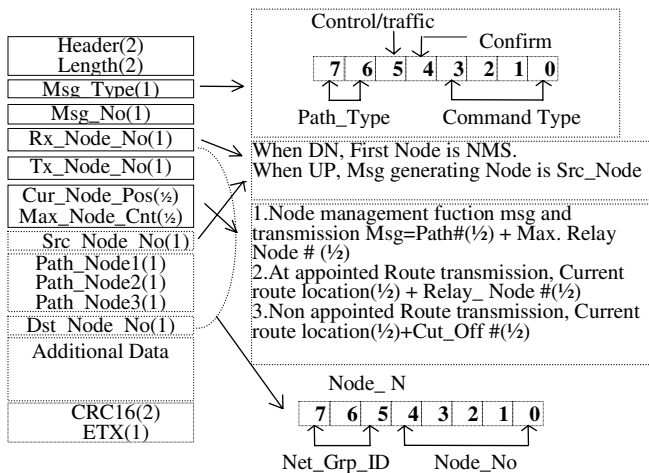 Header(2)
Length(2)
Msg_Type(1)
Msg_No(1)
Rx_Node_No(1)
Tx_Node_No(1)
Cur_Node_Pos(½)
Max_Node_Cnt(½)
Src_Node_No(1)
Path_Node1(1)
Path_Node2(1)
Path_Node3(1)
Dst_Node_No(1)
Additional Data
CRC16(2)
ETX(1)
Control/traffic
Confirm
7 6 5 4 3 2 1 0
Path_Type
Command Type
When DN, First Node is NMS.
When UP, Msg generating Node is Src_Node
1.Node management fuction msg and
transmission Msg=Path#(½) + Max. Relay
Node # (½)
2.At appointed Route transmission, Current
route location(½) + Relay_ Node #(½)
3.Non appointed Route transmission, Current
route location(½)+Cut_Off #(½)
Node_ N
7 6 5 4 3 2 1 0
Net_Grp_ID
Node_No